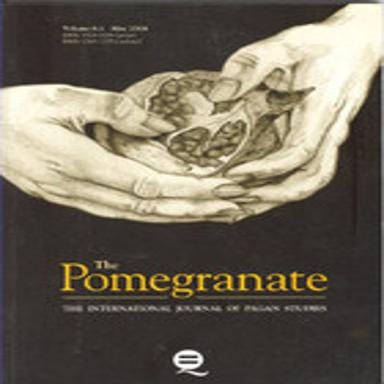 The
Pomegranate
THE INTERNATIONAL JOURNAL OF PAGAN STUDIES